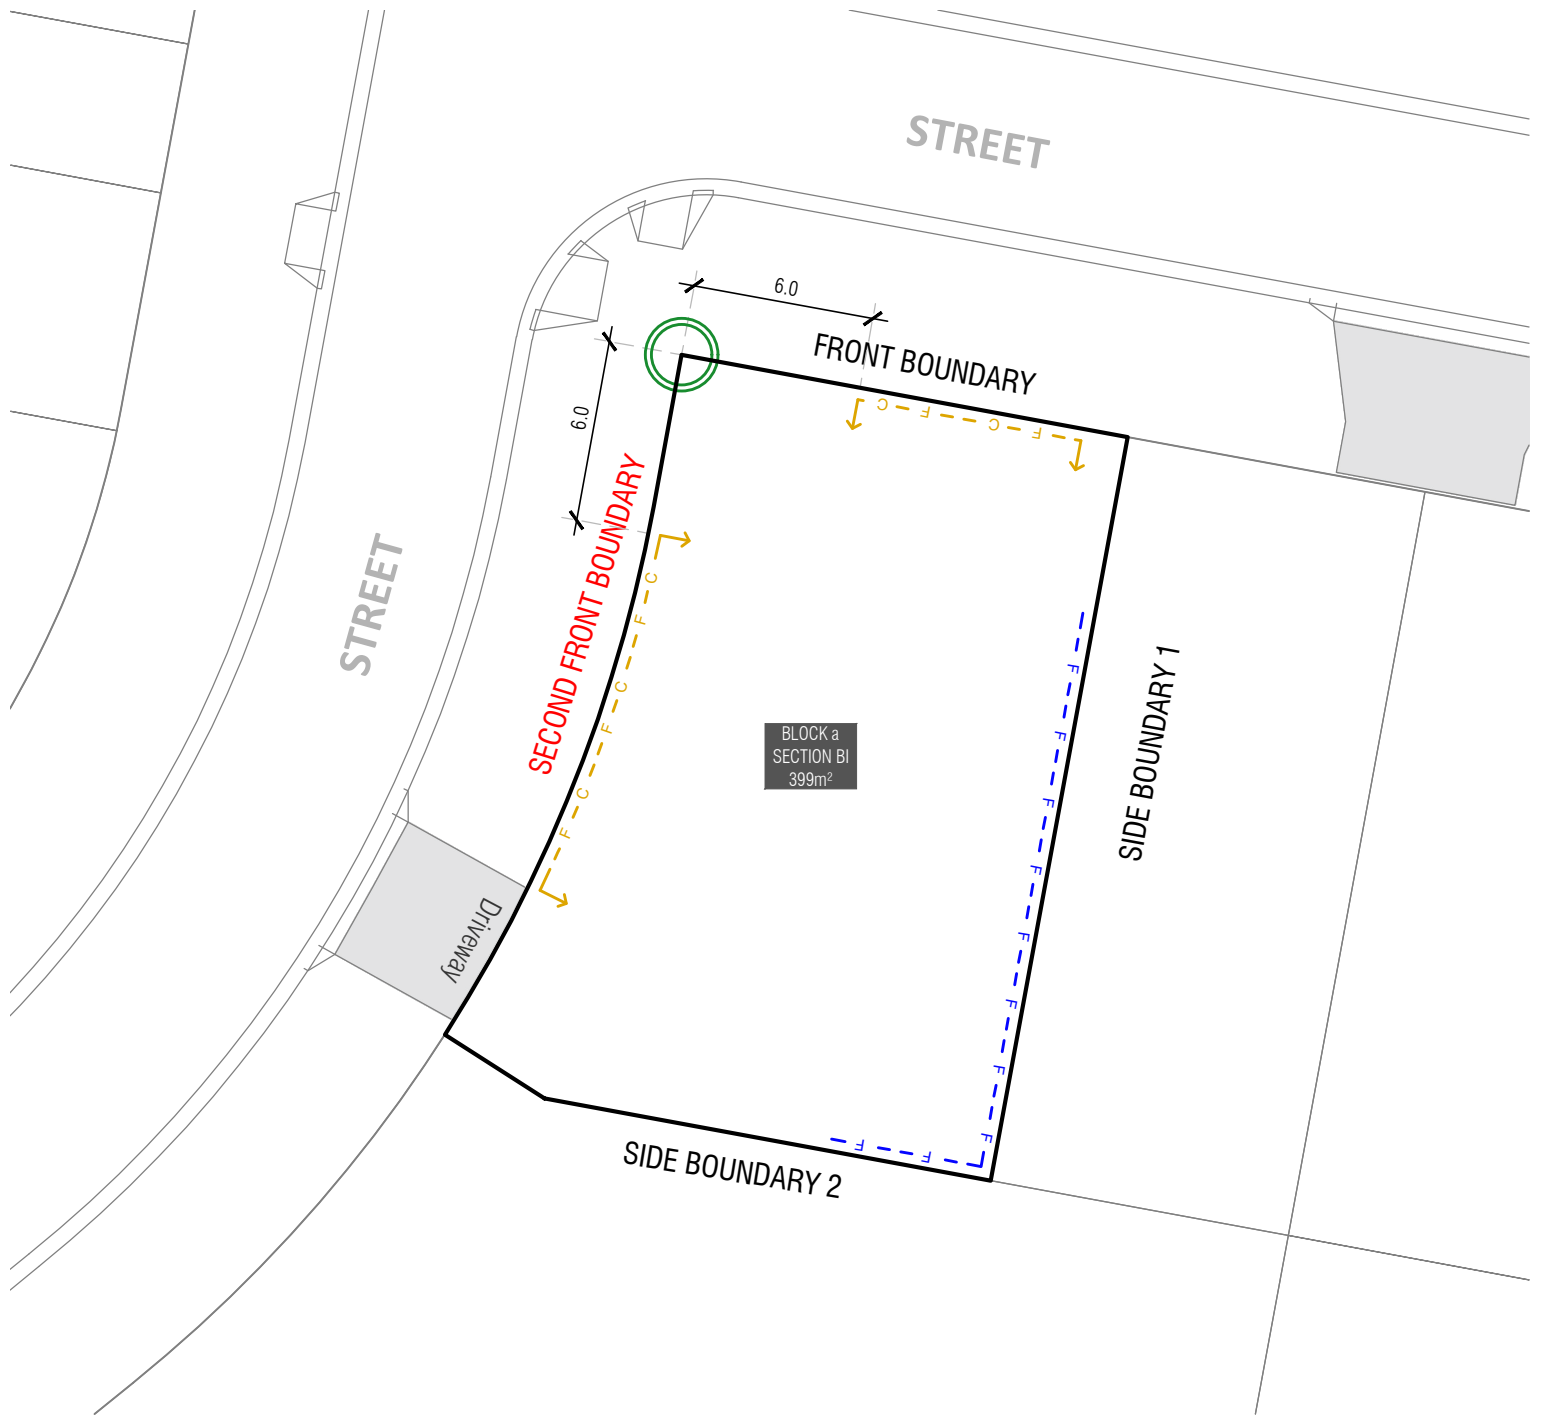 STREET
6.0
FRONT BOUNDARY
C F C F
6.0
SECOND FRONT BOUNDARY
STREET
C F C F C F
BLOCK a
SECTION BI
399m²
SIDE BOUNDARY 1
F F F F F F F F
Driveway
F F
SIDE BOUNDARY 2